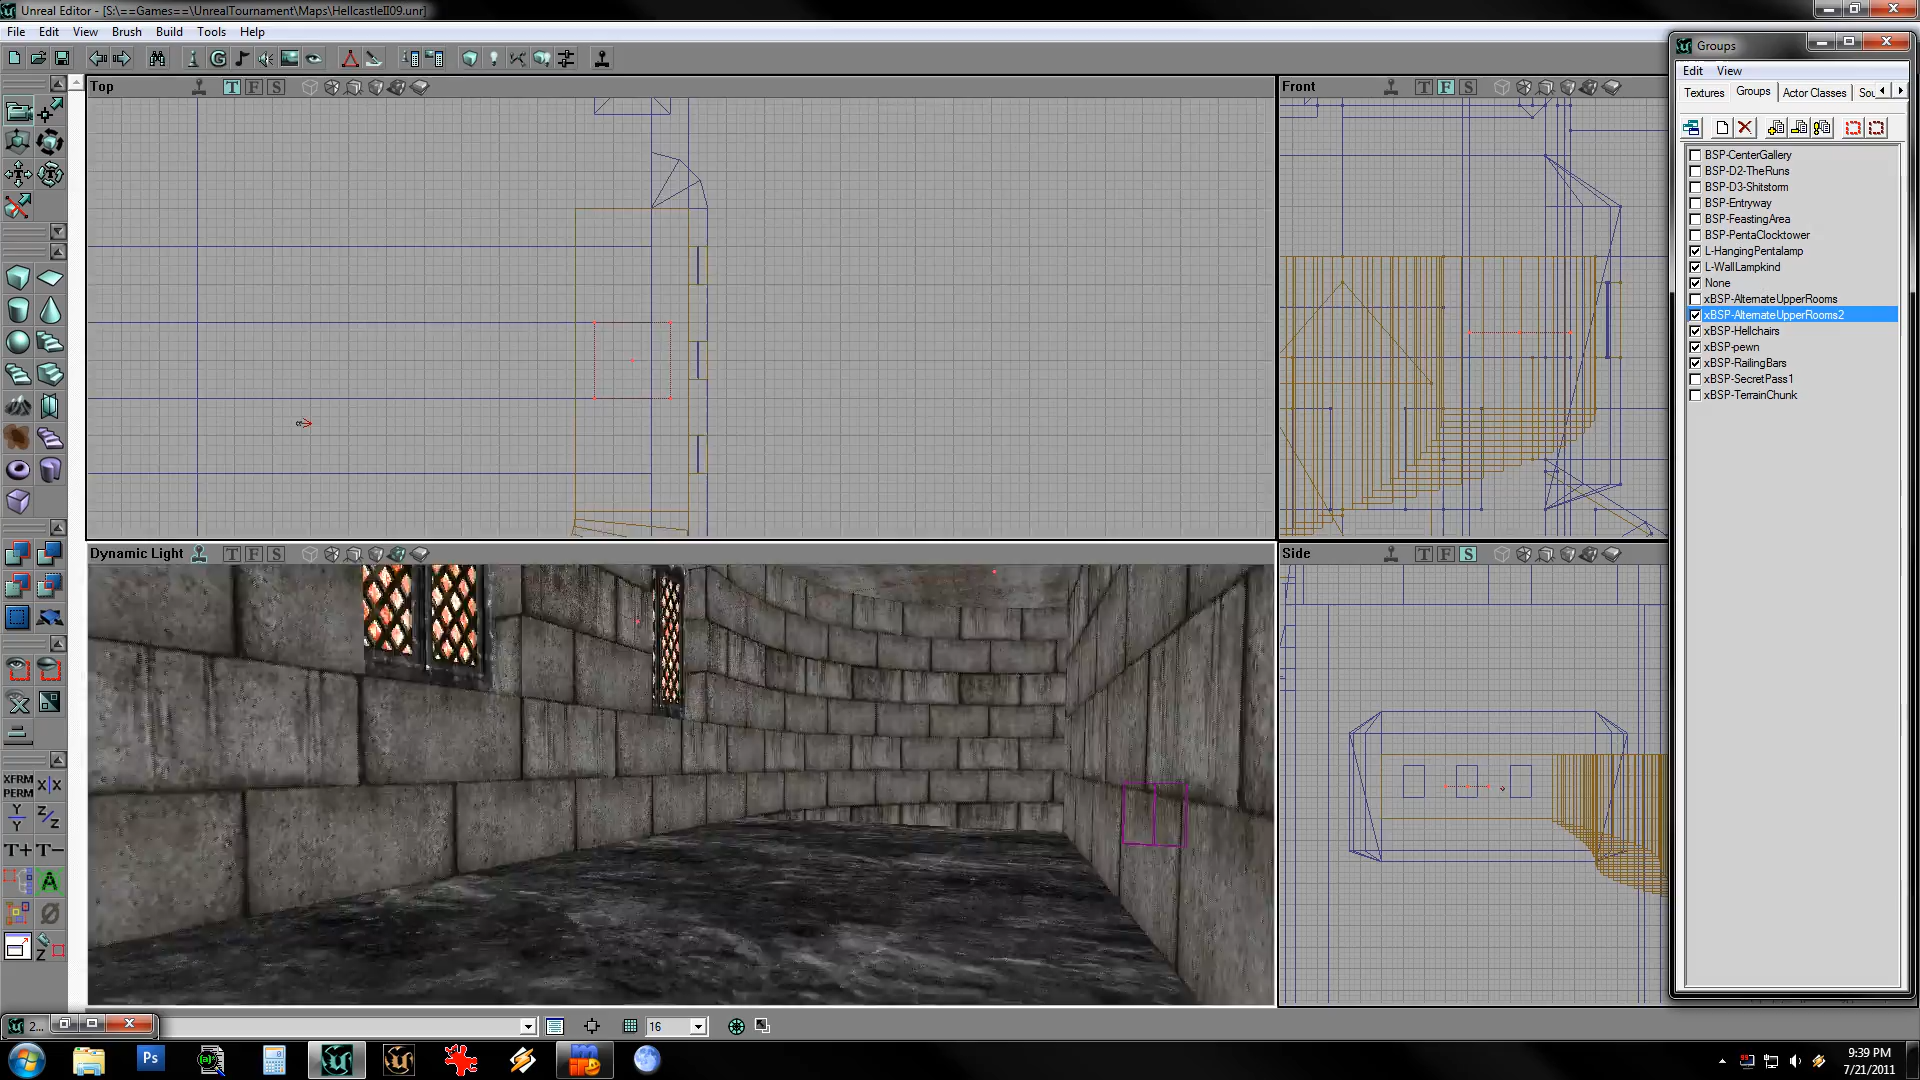 Unreal Editor - [S:\==Games==\UnrealTournament\Maps\HellcastleII09.unr]
File Edit View Brush Build Tools Help
Groups
Edit View
Textures Groups Actor Classes
Top T F S
Front T F S
BSP-CenterGallery
BSP-D2-TheRuns
BSP-D3-Shitstorm
BSP-Entryway
BSP-FeastingArea
BSP-PentaClocktower
L-HangingPentalamp
L-WallLampkind
None
xBSP-AlternateUpperRooms
xBSP-AlternateUpperRooms2
xBSP-Hellchairs
xBSP-pewn
xBSP-RailingBars
xBSP-SecretPass1
xBSP-TerrainChunk
Dynamic Light T F S
Side T F S
XFRM
PERM
X|X
Y
Y
Z/Z
T+ T-
A
Z
2...
16
Ps
9:39 PM
7/21/2011